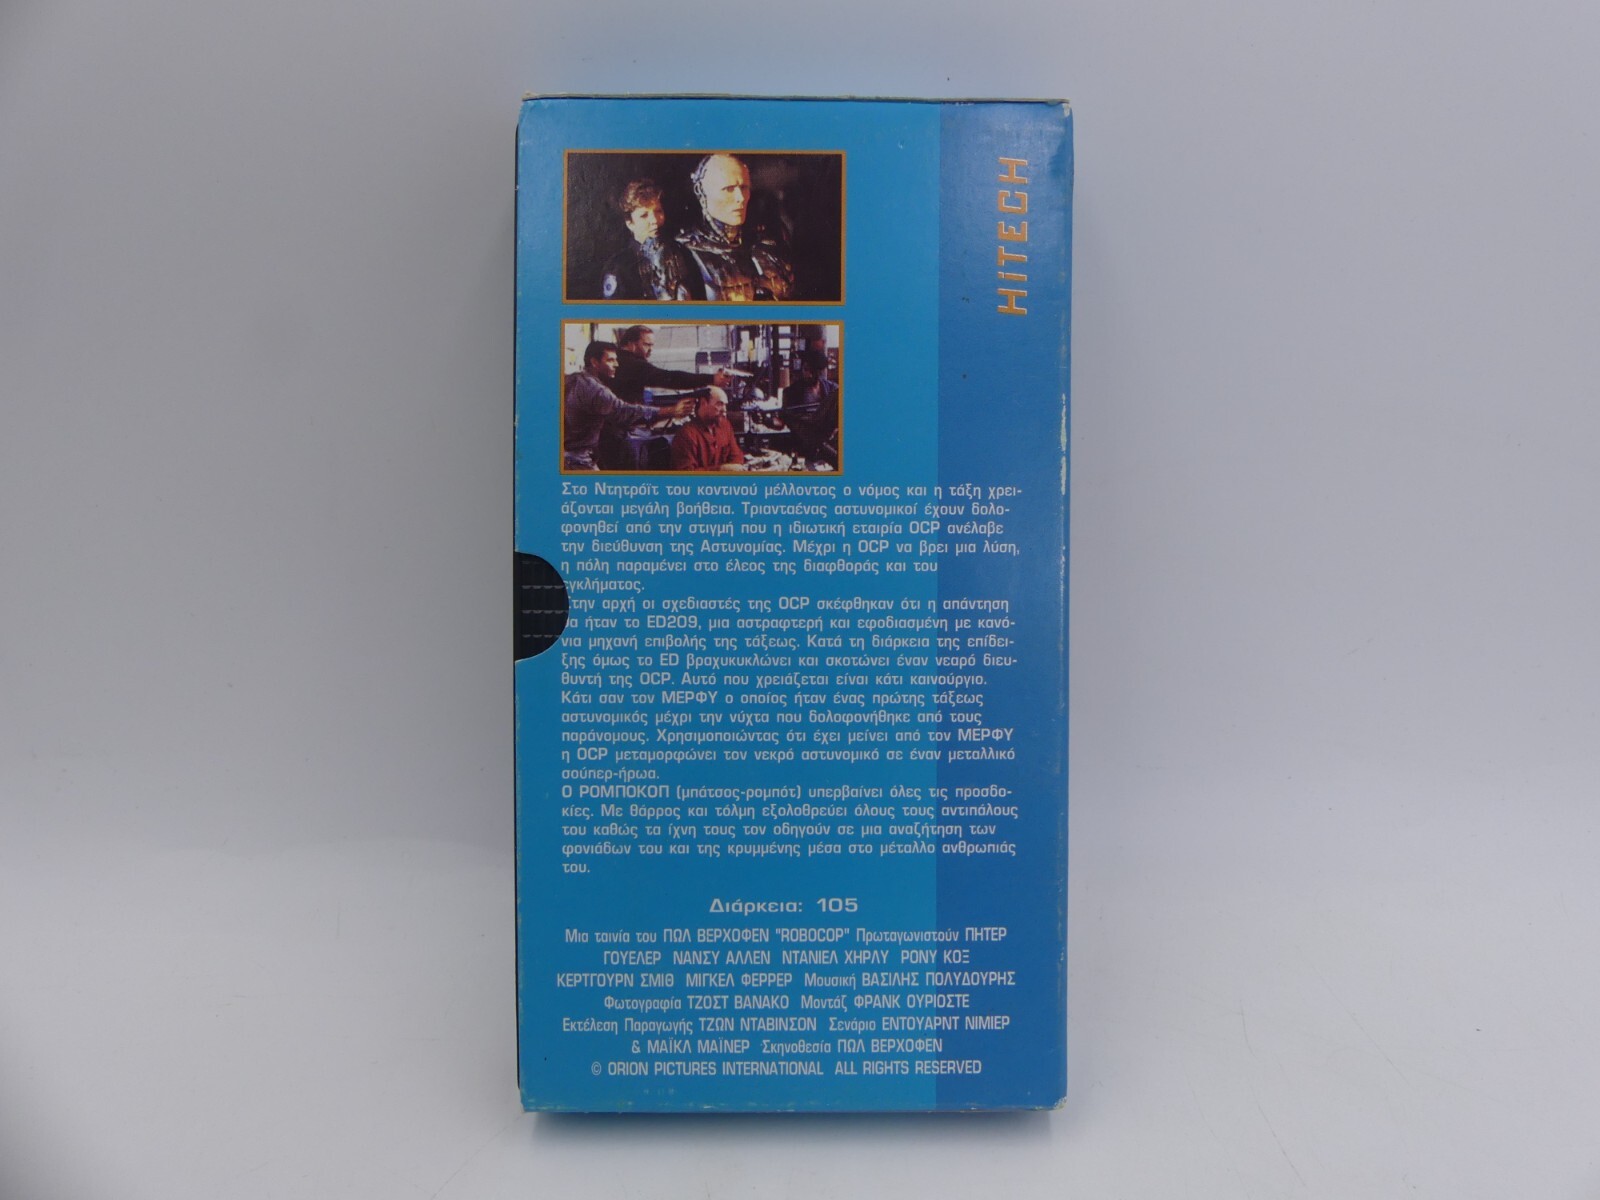 HiTECH
Στο Ντητρόϊτ του κοντινού μέλλοντος ο νόμος και η τάξη χρει-
άζονται μεγάλη βοήθεια. Τριανταένας αστυνομικοί έχουν δολο-
φονηθεί από την στιγμή που η ιδιωτική εταιρία OCP ανέλαβε
την διεύθυνση της Αστυνομίας. Μέχρι η OCP να βρει μια λύση,
η πόλη παραμένει στο έλεος της διαφθοράς και του
εγκλήματος.
Στην αρχή οι σχεδιαστές της OCP σκέφθηκαν ότι η απάντηση
θα ήταν το ED209, μια αστραφτερή και εφοδιασμένη με κανό-
νια μηχανή επιβολής της τάξεως. Κατά τη διάρκεια της επίδει-
ξης όμως το ED βραχυκυκλώνει και σκοτώνει έναν νεαρό διευ-
θυντή της OCP. Αυτό που χρειάζεται είναι κάτι καινούργιο.
Κάτι σαν τον ΜΕΡΦΥ ο οποίος ήταν ένας πρώτης τάξεως
αστυνομικός μέχρι την νύχτα που δολοφονήθηκε από τους
παράνομους. Χρησιμοποιώντας ότι έχει μείνει από τον ΜΕΡΦΥ
η OCP μεταμορφώνει τον νεκρό αστυνομικό σε έναν μεταλλικό
σούπερ-ήρωα.
Ο ΡΟΜΠΟΚΟΠ (μπάτσος-ρομπότ) υπερβαίνει όλες τις προσδο-
κίες. Με θάρρος και τόλμη εξολοθρεύει όλους τους αντιπάλους
του καθώς τα ίχνη τους τον οδηγούν σε μια αναζήτηση των
φονιάδων του και της κρυμμένης μέσα στο μέταλλο ανθρωπιάς
του.
Διάρκεια: 105
Μια ταινία του ΠΩΛ ΒΕΡΧΟΦΕΝ "ROBOCOP" Πρωταγωνιστούν ΠΗΤΕΡ
ΓΟΥΕΛΕΡ ΝΑΝΣΥ ΑΛΛΕΝ ΝΤΑΝΙΕΛ ΧΗΡΛΥ ΡΟΝΥ ΚΟΞ
ΚΕΡΤΓΟΥΡΝ ΣΜΙΘ ΜΙΓΚΕΛ ΦΕΡΡΕΡ Μουσική ΒΑΣΙΛΗΣ ΠΟΛΥΔΟΥΡΗΣ
Φωτογραφία ΤΖΟΣΤ ΒΑΝΑΚΟ Μοντάζ ΦΡΑΝΚ ΟΥΡΙΟΣΤΕ
Εκτέλεση Παραγωγής ΤΖΩΝ ΝΤΑΒΙΝΣΟΝ Σενάριο ΕΝΤΟΥΑΡΝΤ ΝΙΜΙΕΡ
& ΜΑΪΚΛ ΜΑΪΝΕΡ Σκηνοθεσία ΠΩΛ ΒΕΡΧΟΦΕΝ
© ORION PICTURES INTERNATIONAL ALL RIGHTS RESERVED